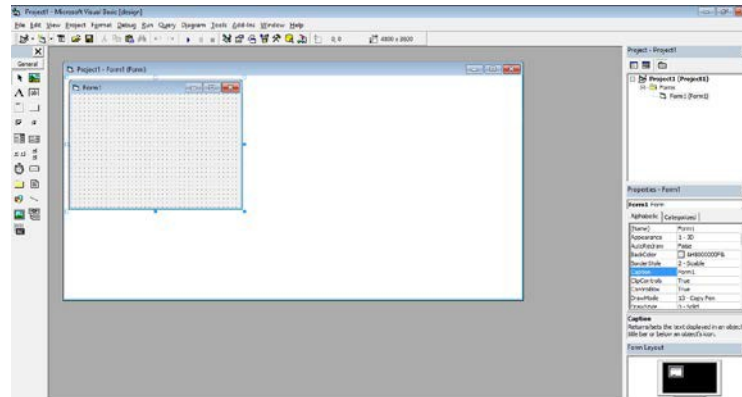 Project1 - Microsoft Visual Basic [design]
File Edit View Project Format Debug Run Query Diagram Tools Add-Ins Window Help
0, 0
4800 x 3600
General
Project1 - Form1 (Form)
Form1
Project - Project1
Project1 (Project1)
Forms
Form1 (Form1)
Properties - Form1
Form1 Form
Alphabetic Categorized
(Name) Form1
Appearance 1 - 3D
AutoRedraw False
BackColor &H8000000F&
BorderStyle 2 - Sizable
Caption Form1
ClipControls True
ControlBox True
DrawMode 13 - Copy Pen
DrawStyle 0 - Solid
Caption
Returns/sets the text displayed in an object's
title bar or below an object's icon.
Form Layout